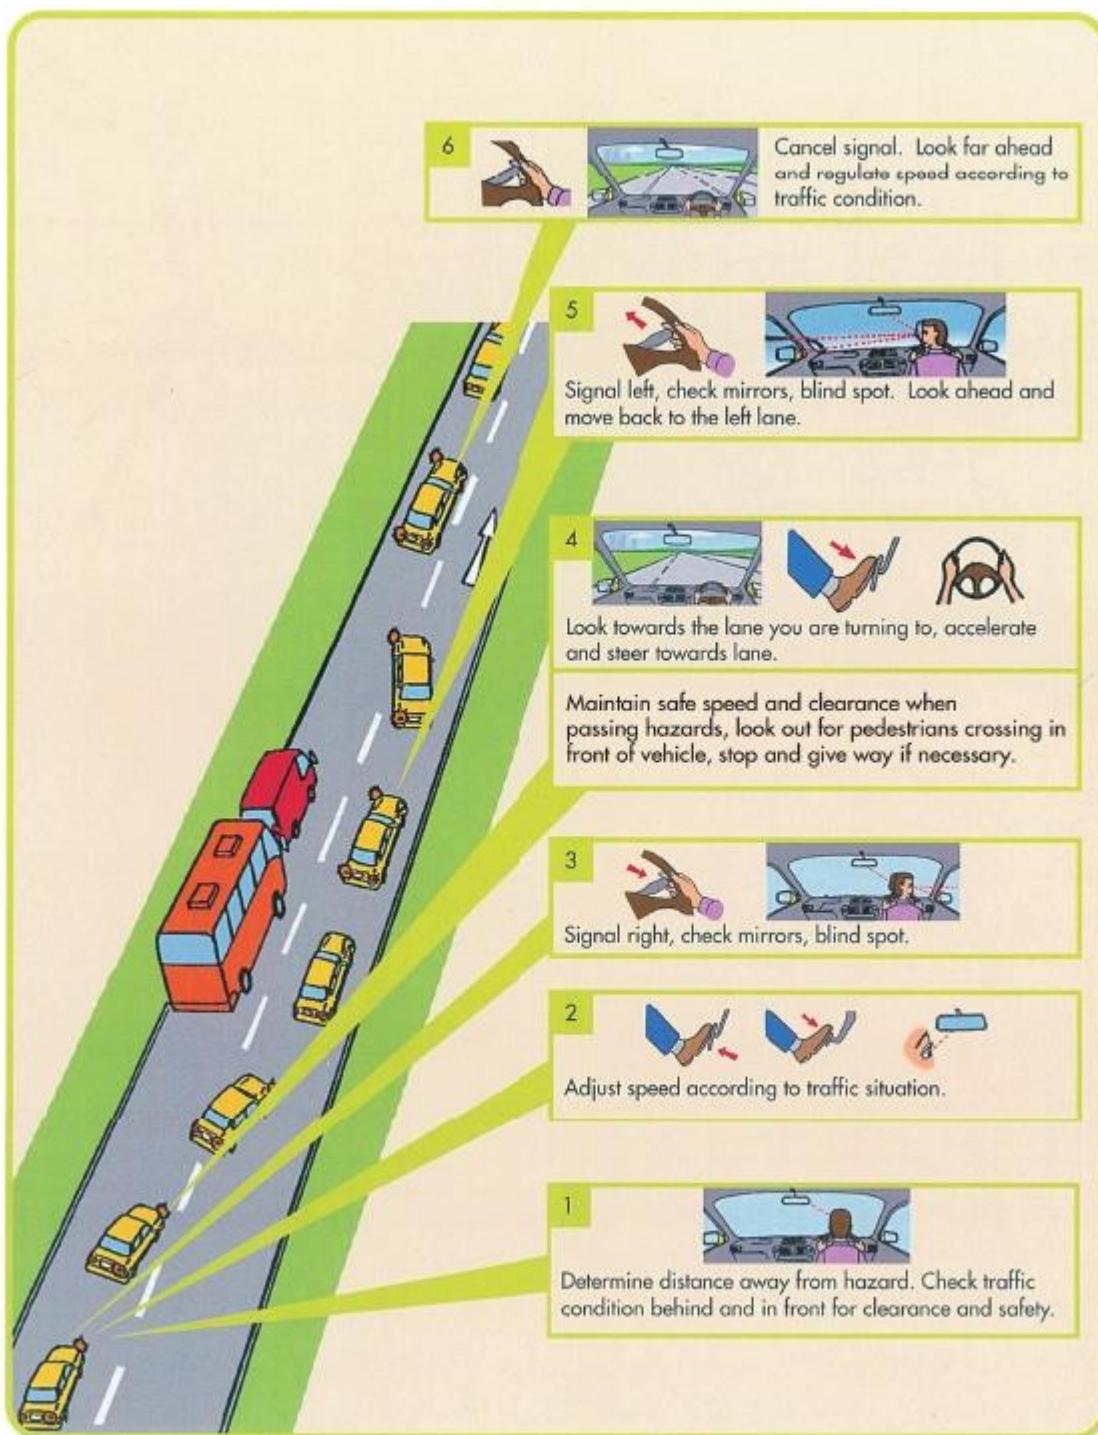 6
Cancel signal. Look far ahead
and regulate speed according to
traffic condition.
5
Signal left, check mirrors, blind spot. Look ahead and
move back to the left lane.
4
Look towards the lane you are turning to, accelerate
and steer towards lane.
Maintain safe speed and clearance when
passing hazards, look out for pedestrians crossing in
front of vehicle, stop and give way if necessary.
3
Signal right, check mirrors, blind spot.
2
Adjust speed according to traffic situation.
1
Determine distance away from hazard. Check traffic
condition behind and in front for clearance and safety.